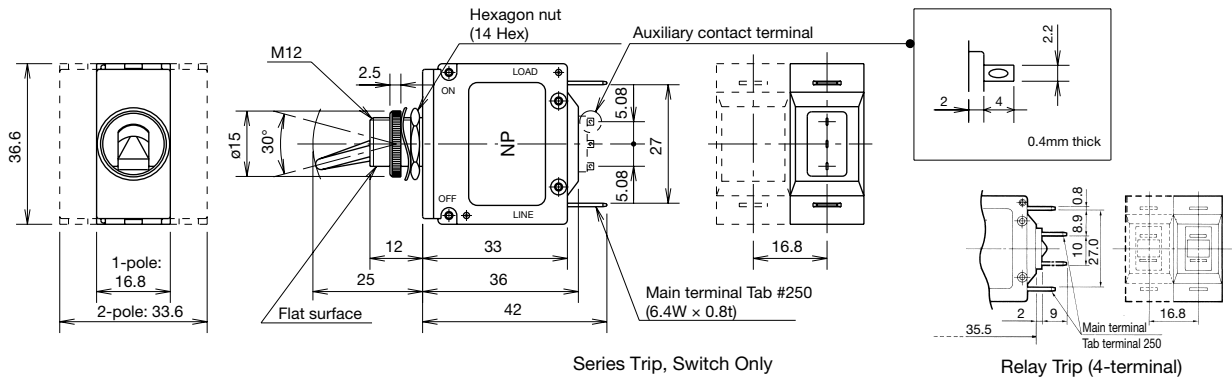 Hexagon nut
(14 Hex)
Auxiliary contact terminal
M12
2.5
LOAD
ON
36.6
ø15
30°
NP
5.08
5.08
27
OFF
LINE
1-pole:
16.8
2-pole: 33.6
12
33
25
36
42
Flat surface
Main terminal Tab #250
(6.4W × 0.8t)
16.8
2.2
2
4
0.4mm thick
0.8
8.9
10
27.0
2
9
35.5
Main terminal
Tab terminal 250
16.8
Series Trip, Switch Only
Relay Trip (4-terminal)